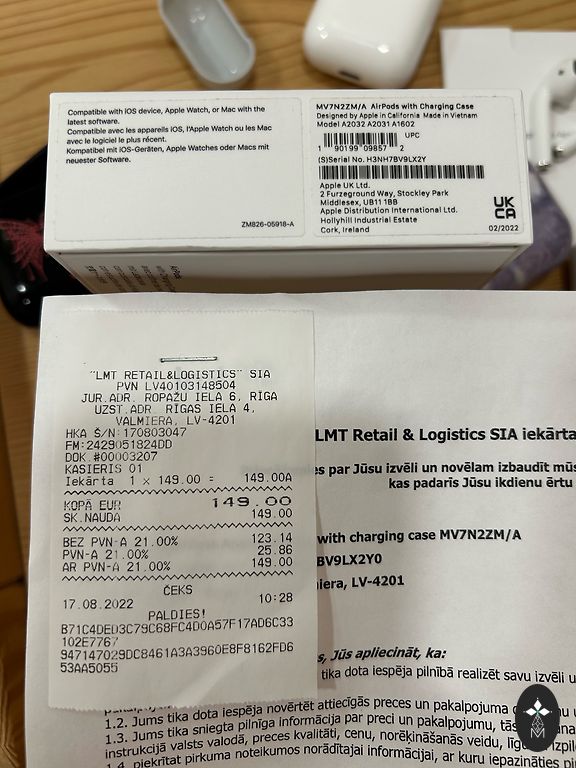 Compatible with iOS device, Apple Watch, or Mac with the
latest software.
Compatible avec les appareils iOS, l'Apple Watch ou les Mac
avec le logiciel le plus récent.
Kompatibel mit iOS-Geräten, Apple Watches oder Macs mit
neuester Software.
ZM826-05918-A
MV7N2ZM/A AirPods with Charging Case
Designed by Apple in California Made in Vietnam
Model A2032 A2031 A1602
UPC
1 90199 09857 2
(S)Serial No. H3NH7BV9LX2Y
Apple UK Ltd.
2 Furzeground Way, Stockley Park
Middlesex, UB11 1BB
Apple Distribution International Ltd.
Hollyhill Industrial Estate
Cork, Ireland
UK
CA
02/2022
"LMT RETAIL&LOGISTICS" SIA
PVN LV40103148504
JUR.ADR. ROPAŽU IELA 6, RĪGA
UZST.ADR. RĪGAS IELA 4,
VALMIERA, LV-4201
HKA S/N:170803047
FM:2429051824DD
DOK.#00003207
KASIERIS 01
Iekārta 1 x 149.00 = 149.00A
KOPĀ EUR 149.00
SK.NAUDA 149.00
BEZ PVN-A 21.00% 123.14
PVN-A 21.00% 25.86
AR PVN-A 21.00% 149.00
ČEKS
17.08.2022 10:28
PALDIES!
B71C4DED3C79C68FC4D0A57F17AD6C33
102E7767
947147029DC8461A3A3960E8F8162FD6
53AA5055
LMT Retail & Logistics SIA iekārta
par Jūsu izvēli un novēlam izbaudīt mūs
kas padarīs Jūsu ikdienu ērtu
with charging case MV7N2ZM/A
BV9LX2Y0
iera, LV-4201
s, Jūs apliecināt, ka:
tika dota iespēja pilnībā realizēt savu izvēli u
1.2. Jums tika dota iespēja novērtēt attiecīgās preces un pakalpojuma
1.3. Jums tika sniegta pilnīga informācija par preci un pakalpojumu, tās
instrukcijā valsts valodā, preces kvalitāti, cenu, norēķināšanās veidu, līgu
1.4. piekrītat pirkuma noteikumos norādītajai informācijai, ar kuru iepazināties pi